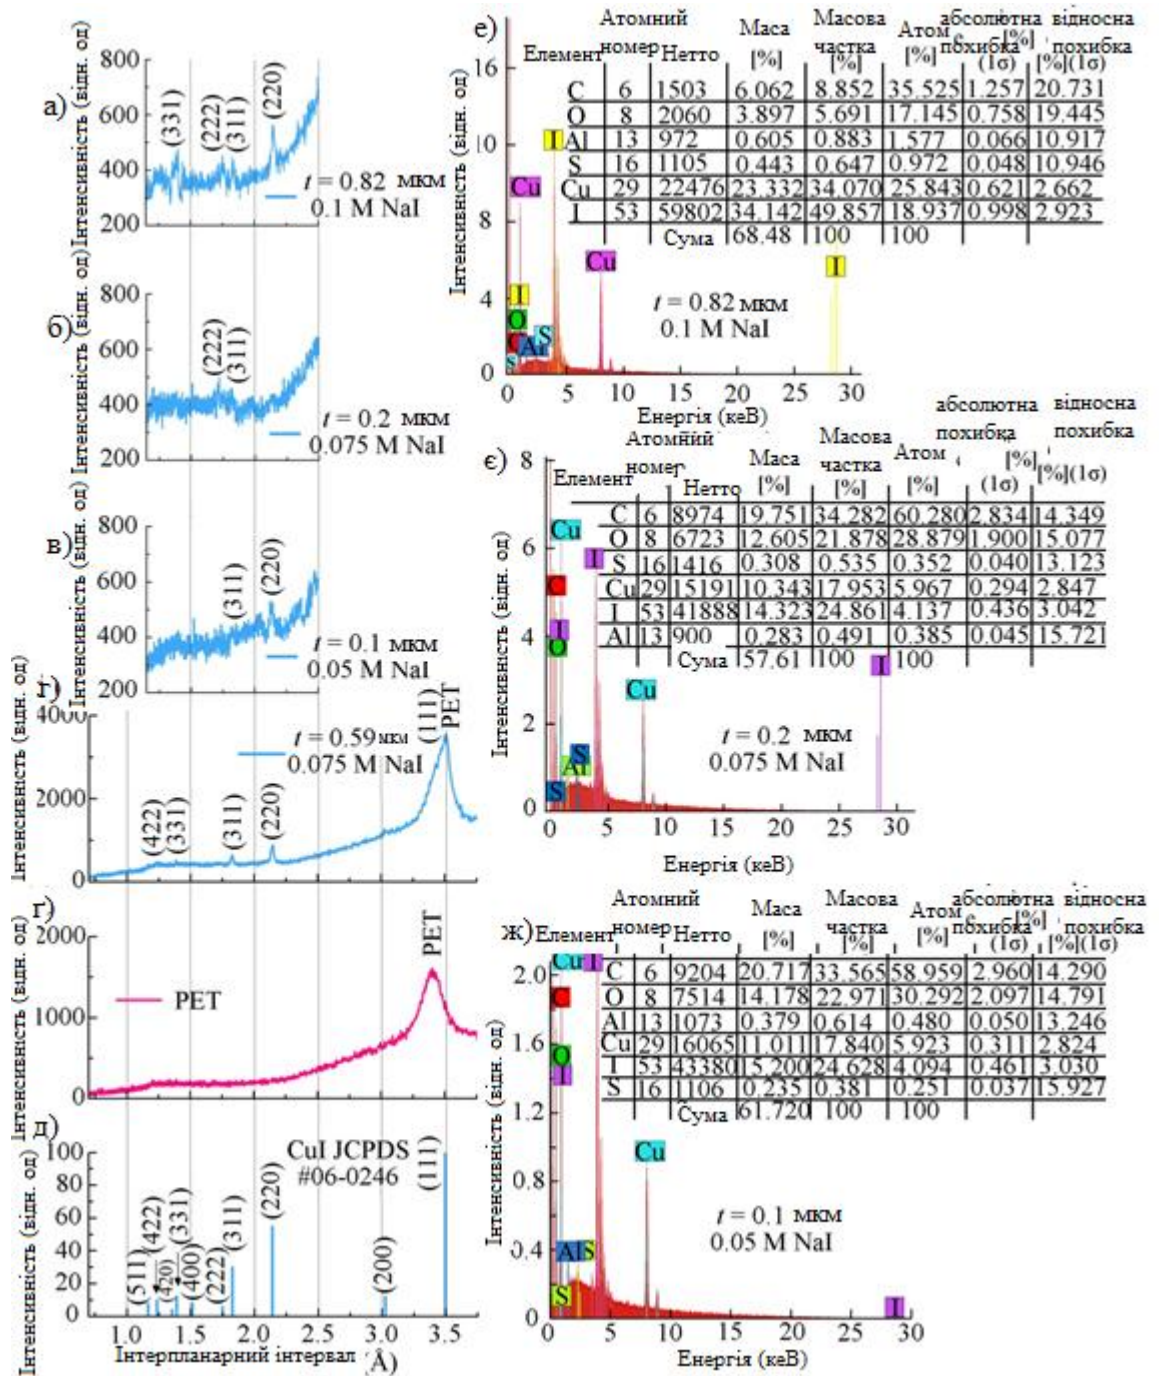 а)
Інтенсивність (відн. од)
800
600
400
200
(331)
(222)
(311)
(220)
t = 0.82 мкм
0.1 M NaI
б)
Інтенсивність (відн. од)
800
600
400
200
(222)
(311)
t = 0.2 мкм
0.075 M NaI
в)
Інтенсивність (відн. од)
800
600
400
200
(311)
(220)
t = 0.1 мкм
0.05 M NaI
г)
Інтенсивність (відн. од)
4000
2000
0
(422)
(331)
(311)
(220)
(111)
PET
t = 0.59 мкм
0.075 M NaI
ґ)
Інтенсивність (відн. од)
2000
1000
0
PET
PET
д)
Інтенсивність (відн. од)
100
80
60
40
20
0
CuI JCPDS
#06-0246
(511)
(422)
(420)
(331)
(400)
(222)
(311)
(220)
(200)
(111)
1.0 1.5 2.0 2.5 3.0 3.5
Інтерпланарний інтервал (Å)
е)
Інтенсивність (відн. од)
16
10
8
4
0
Елемент Атомний номер Нетто Маса [%] Масова частка [%] Атом [%] абсолютна похибка [%] (1σ) відносна похибка [%](1σ)
C 6 1503 6.062 8.852 35.525 1.257 20.731
O 8 2060 3.897 5.691 17.145 0.758 19.445
Al 13 972 0.605 0.883 1.577 0.066 10.917
S 16 1105 0.443 0.647 0.972 0.048 10.946
Cu 29 22476 23.332 34.070 25.843 0.621 2.662
I 53 59802 34.142 49.857 18.937 0.998 2.923
Сума 68.48 100 100
I
Cu
I
O
C
S
Al
S
Cu
I
t = 0.82 мкм
0.1 M NaI
0 5 10 15 20 25 30
Енергія (кеВ)
є)
Інтенсивність (відн. од)
8
6
4
2
0
Елемент Атомний номер Нетто Маса [%] Масова частка [%] Атом [%] абсолютна похибка [%] (1σ) відносна похибка [%](1σ)
C 6 8974 19.751 34.282 60.280 2.834 14.349
O 8 6723 12.605 21.878 28.879 1.900 15.077
S 16 1416 0.308 0.535 0.352 0.040 13.123
Cu 29 15191 10.343 17.953 5.967 0.294 2.847
I 53 41888 14.323 24.861 4.137 0.436 3.042
Al 13 900 0.283 0.491 0.385 0.045 15.721
Сума 57.61 100 100
Cu
I
C
I
O
S
Al
S
Cu
I
t = 0.2 мкм
0.075 M NaI
0 5 10 15 20 25 30
Енергія (кеВ)
ж)
Інтенсивність (відн. од)
2.0
1.6
1.2
0.8
0.4
0
Елемент Атомний номер Нетто Маса [%] Масова частка [%] Атом [%] абсолютна похибка [%] (1σ) відносна похибка [%](1σ)
C 6 9204 20.717 33.565 58.959 2.960 14.290
O 8 7514 14.178 22.971 30.292 2.097 14.791
Al 13 1073 0.379 0.614 0.480 0.050 13.246
Cu 29 16065 11.011 17.840 5.923 0.311 2.824
I 53 43380 15.200 24.628 4.094 0.461 3.030
S 16 1106 0.235 0.381 0.251 0.037 15.927
Сума 61.720 100 100
Cu
I
C
O
I
Al
S
S
Cu
I
t = 0.1 мкм
0.05 M NaI
0 5 10 15 20 25 30
Енергія (кеВ)